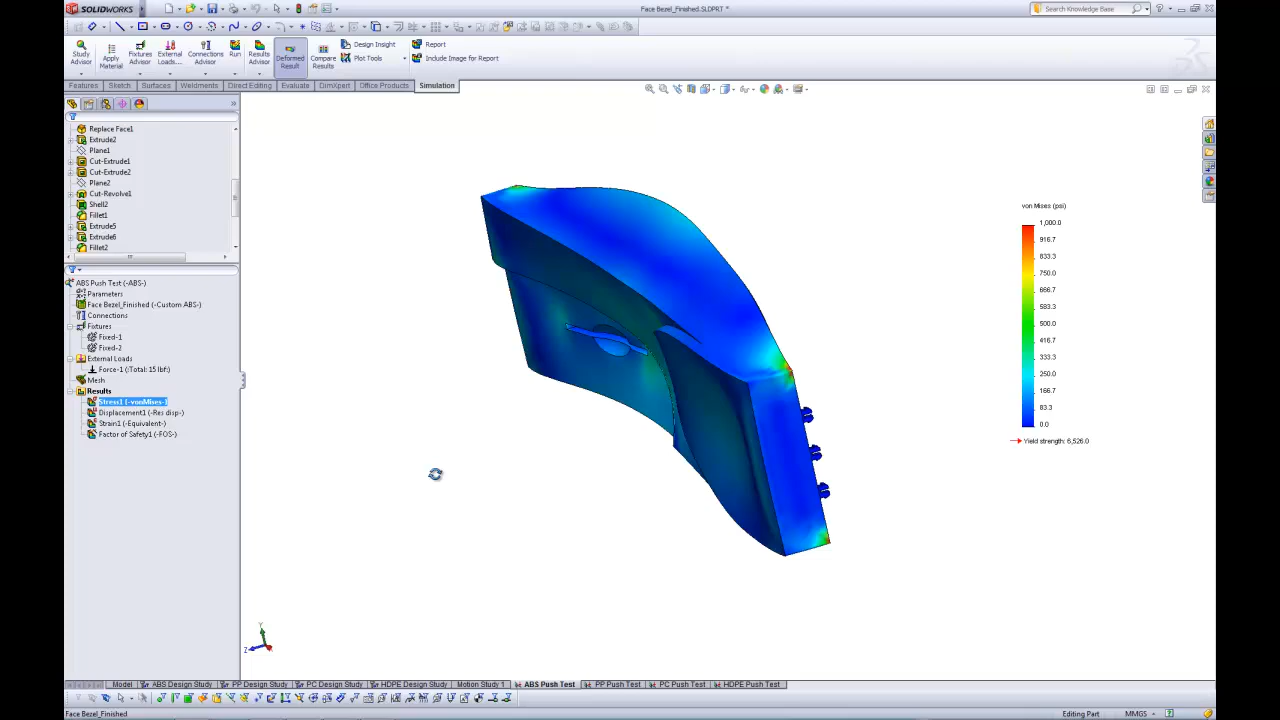 SOLIDWORKS
Face Bezel_Finished.SLDPRT *
Search Knowledge Base
Study Advisor
Apply Material
Fixtures Advisor
External Loads...
Connections Advisor
Run
Results Advisor
Deformed Result
Compare Results
Design Insight
Plot Tools
Report
Include Image for Report
Features
Sketch
Surfaces
Weldments
Direct Editing
Evaluate
DimXpert
Office Products
Simulation
Replace Face1
Extrude2
Plane1
Cut-Extrude1
Cut-Extrude2
Plane2
Cut-Revolve1
Shell2
Fillet1
Extrude5
Extrude6
Fillet2
ABS Push Test (-ABS-)
Parameters
Face Bezel_Finished (-Custom ABS-)
Connections
Fixtures
Fixed-1
Fixed-2
External Loads
Force-1 (:Total: 15 lbf:)
Mesh
Results
Stress1 (-vonMises-)
Displacement1 (-Res disp-)
Strain1 (-Equivalent-)
Factor of Safety1 (-FOS-)
von Mises (psi)
1,000.0
916.7
833.3
750.0
666.7
583.3
500.0
416.7
333.3
250.0
166.7
83.3
0.0
Yield strength: 6,526.0
Y
Z
Model
ABS Design Study
PP Design Study
PC Design Study
HDPE Design Study
Motion Study 1
ABS Push Test
PP Push Test
PC Push Test
HDPE Push Test
Face Bezel_Finished
Editing Part
MMGS